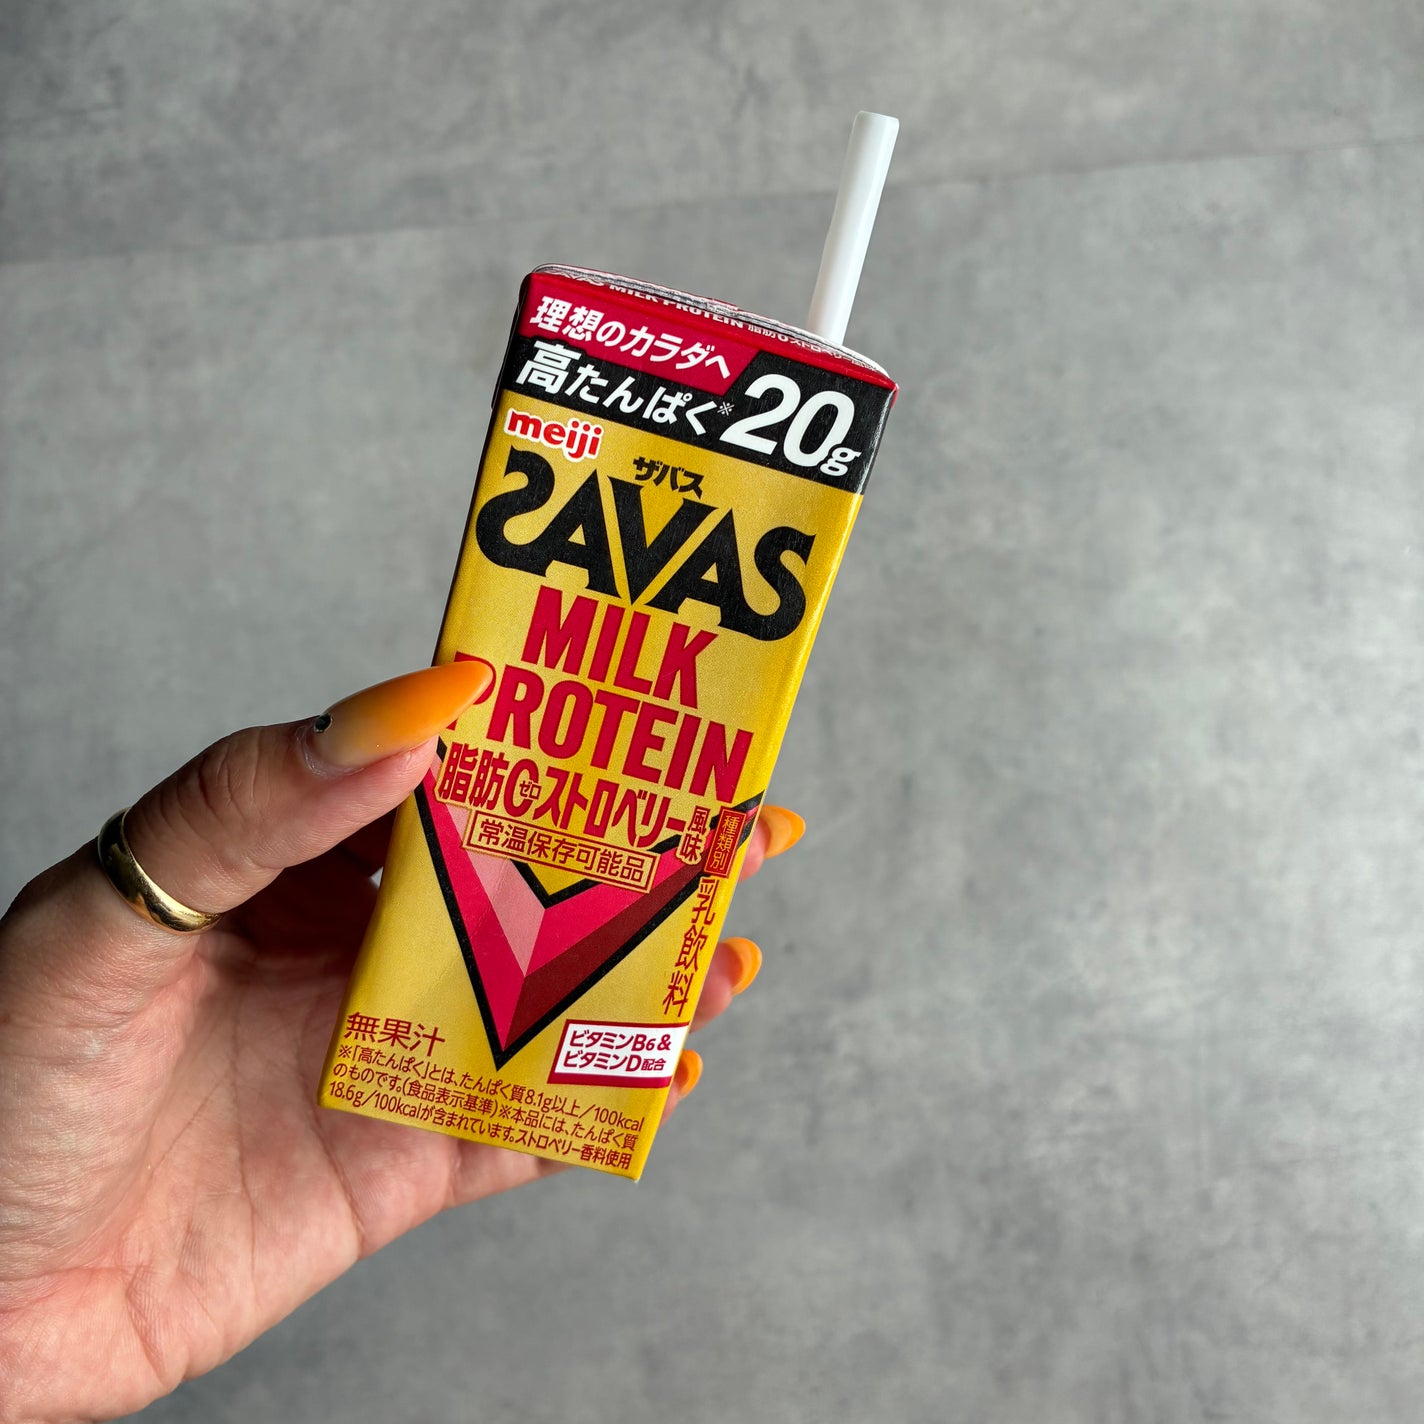 MILK PROTEIN 脂肪0ストロベリー
理想のカラダへ
高たんぱく※20g
meiji
ザバス
SAVAS
MILK
PROTEIN
脂肪0ゼロストロベリー風味
常温保存可能品
種類別
乳飲料
無果汁
ビタミンB6&
ビタミンD配合
※「高たんぱく」とは、たんぱく質8.1g以上/100kcal
のものです。(食品表示基準)※本品には、たんぱく質
18.6g/100kcalが含まれています。ストロベリー香料使用